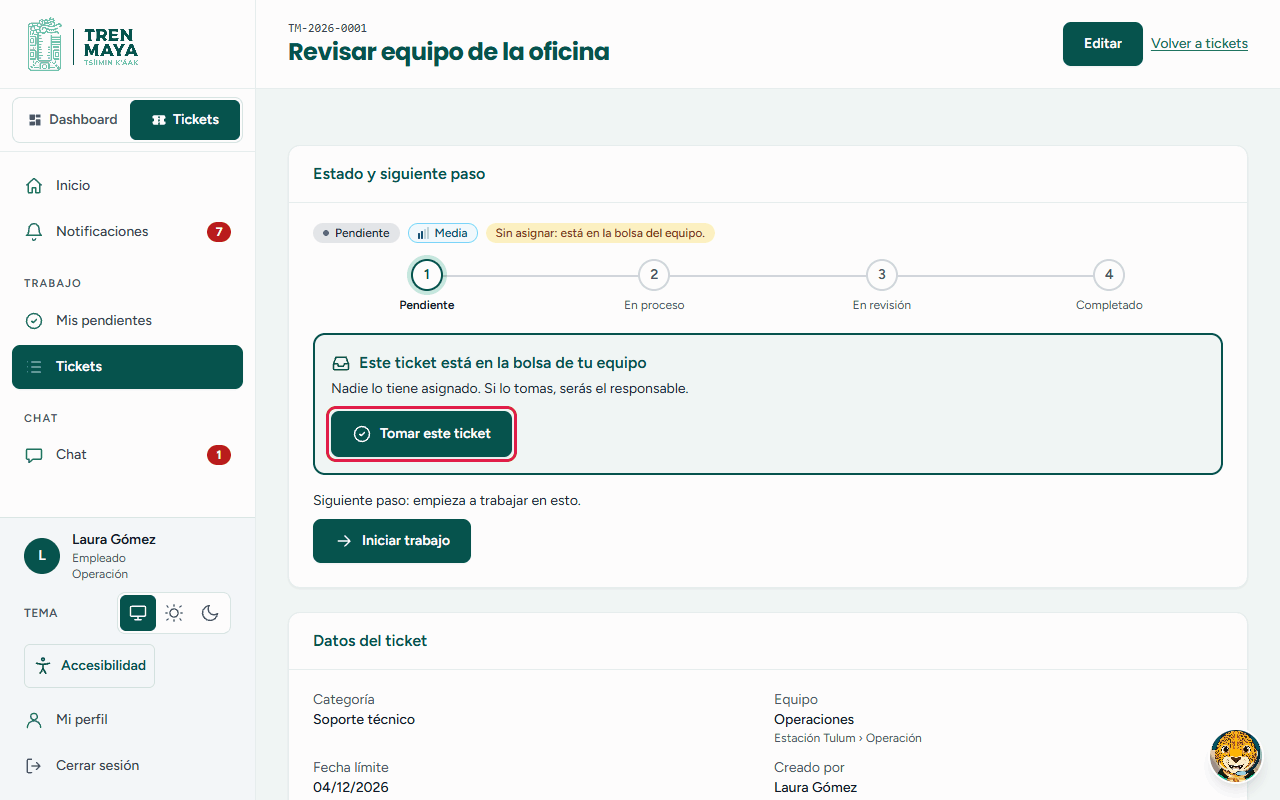 TREN
MAYA
TSÍIMIN K'ÁAK
TM-2026-0001
Revisar equipo de la oficina
Editar
Volver a tickets
Dashboard
Tickets
Inicio
Notificaciones
7
TRABAJO
Mis pendientes
Tickets
CHAT
Chat
1
L
Laura Gómez
Empleado
Operación
TEMA
Accesibilidad
Mi perfil
Cerrar sesión
Estado y siguiente paso
Pendiente
Media
Sin asignar: está en la bolsa del equipo.
1
2
3
4
Pendiente
En proceso
En revisión
Completado
Este ticket está en la bolsa de tu equipo
Nadie lo tiene asignado. Si lo tomas, serás el responsable.
Tomar este ticket
Siguiente paso: empieza a trabajar en esto.
Iniciar trabajo
Datos del ticket
Categoría
Soporte técnico
Equipo
Operaciones
Estación Tulum › Operación
Fecha límite
04/12/2026
Creado por
Laura Gómez